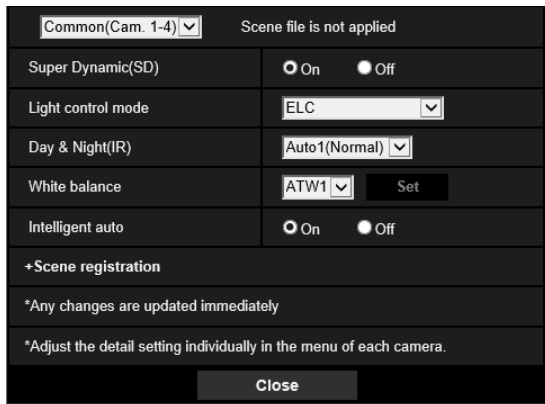 Common(Cam. 1-4) Scene file is not applied
Super Dynamic(SD) On Off
Light control mode ELC
Day & Night(IR) Auto1(Normal)
White balance ATW1 Set
Intelligent auto On Off
+Scene registration
*Any changes are updated immediately
*Adjust the detail setting individually in the menu of each camera.
Close